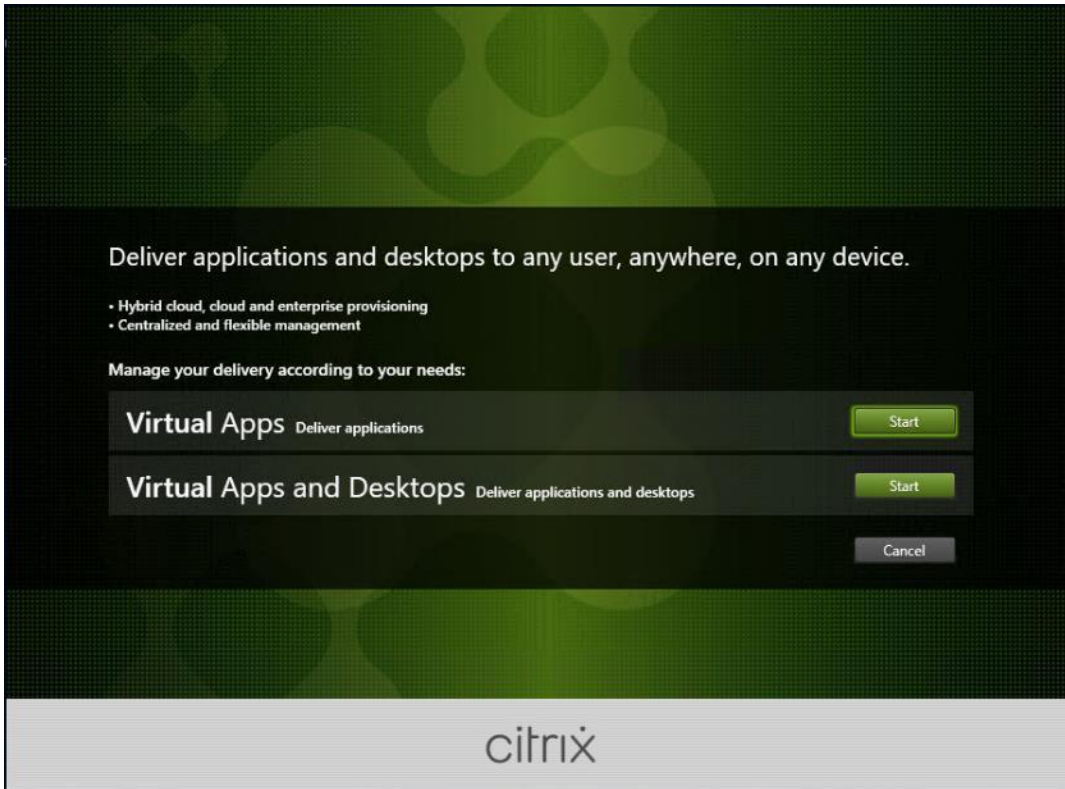 Deliver applications and desktops to any user, anywhere, on any device.
• Hybrid cloud, cloud and enterprise provisioning
• Centralized and flexible management
Manage your delivery according to your needs:
Virtual Apps Deliver applications
Start
Virtual Apps and Desktops Deliver applications and desktops
Start
Cancel
citrix